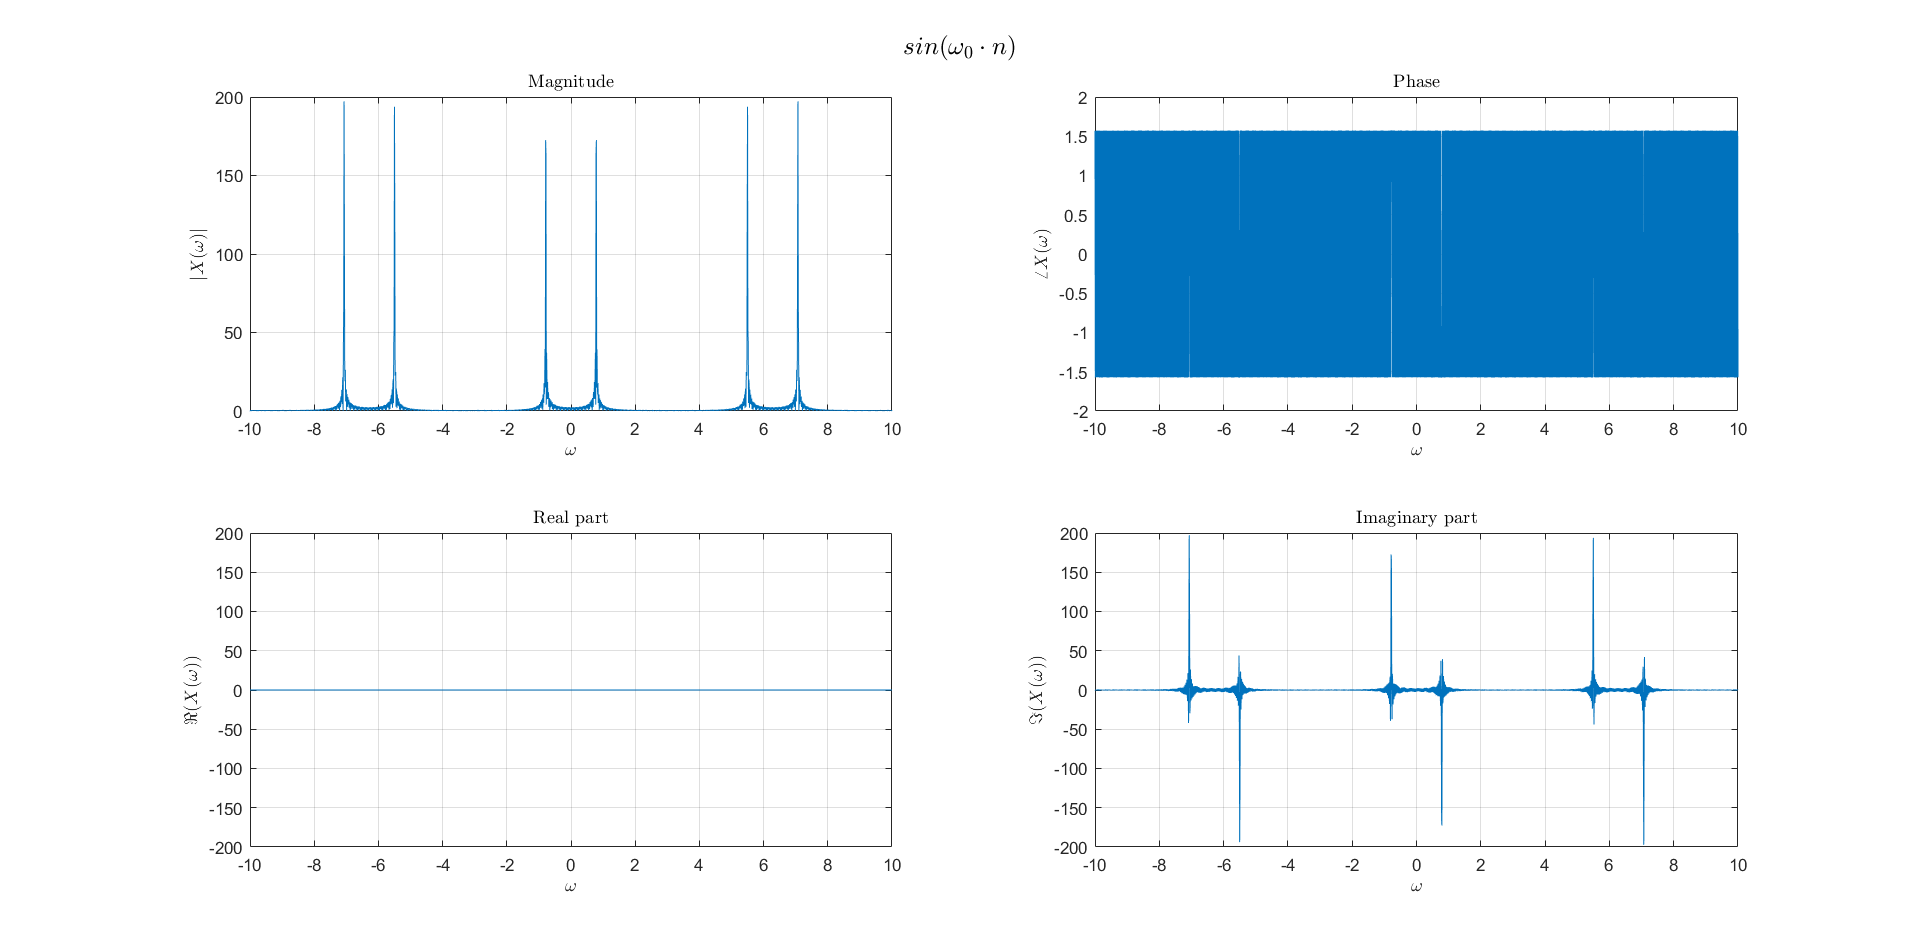 sin(ω₀ · n)
Magnitude
|X(ω)|
200
150
100
50
0
-10 -8 -6 -4 -2 0 2 4 6 8 10
ω
Phase
∠X(ω)
2
1.5
1
0.5
0
-0.5
-1
-1.5
-2
-10 -8 -6 -4 -2 0 2 4 6 8 10
ω
Real part
ℜ(X(ω))
200
150
100
50
0
-50
-100
-150
-200
-10 -8 -6 -4 -2 0 2 4 6 8 10
ω
Imaginary part
ℑ(X(ω))
200
150
100
50
0
-50
-100
-150
-200
-10 -8 -6 -4 -2 0 2 4 6 8 10
ω